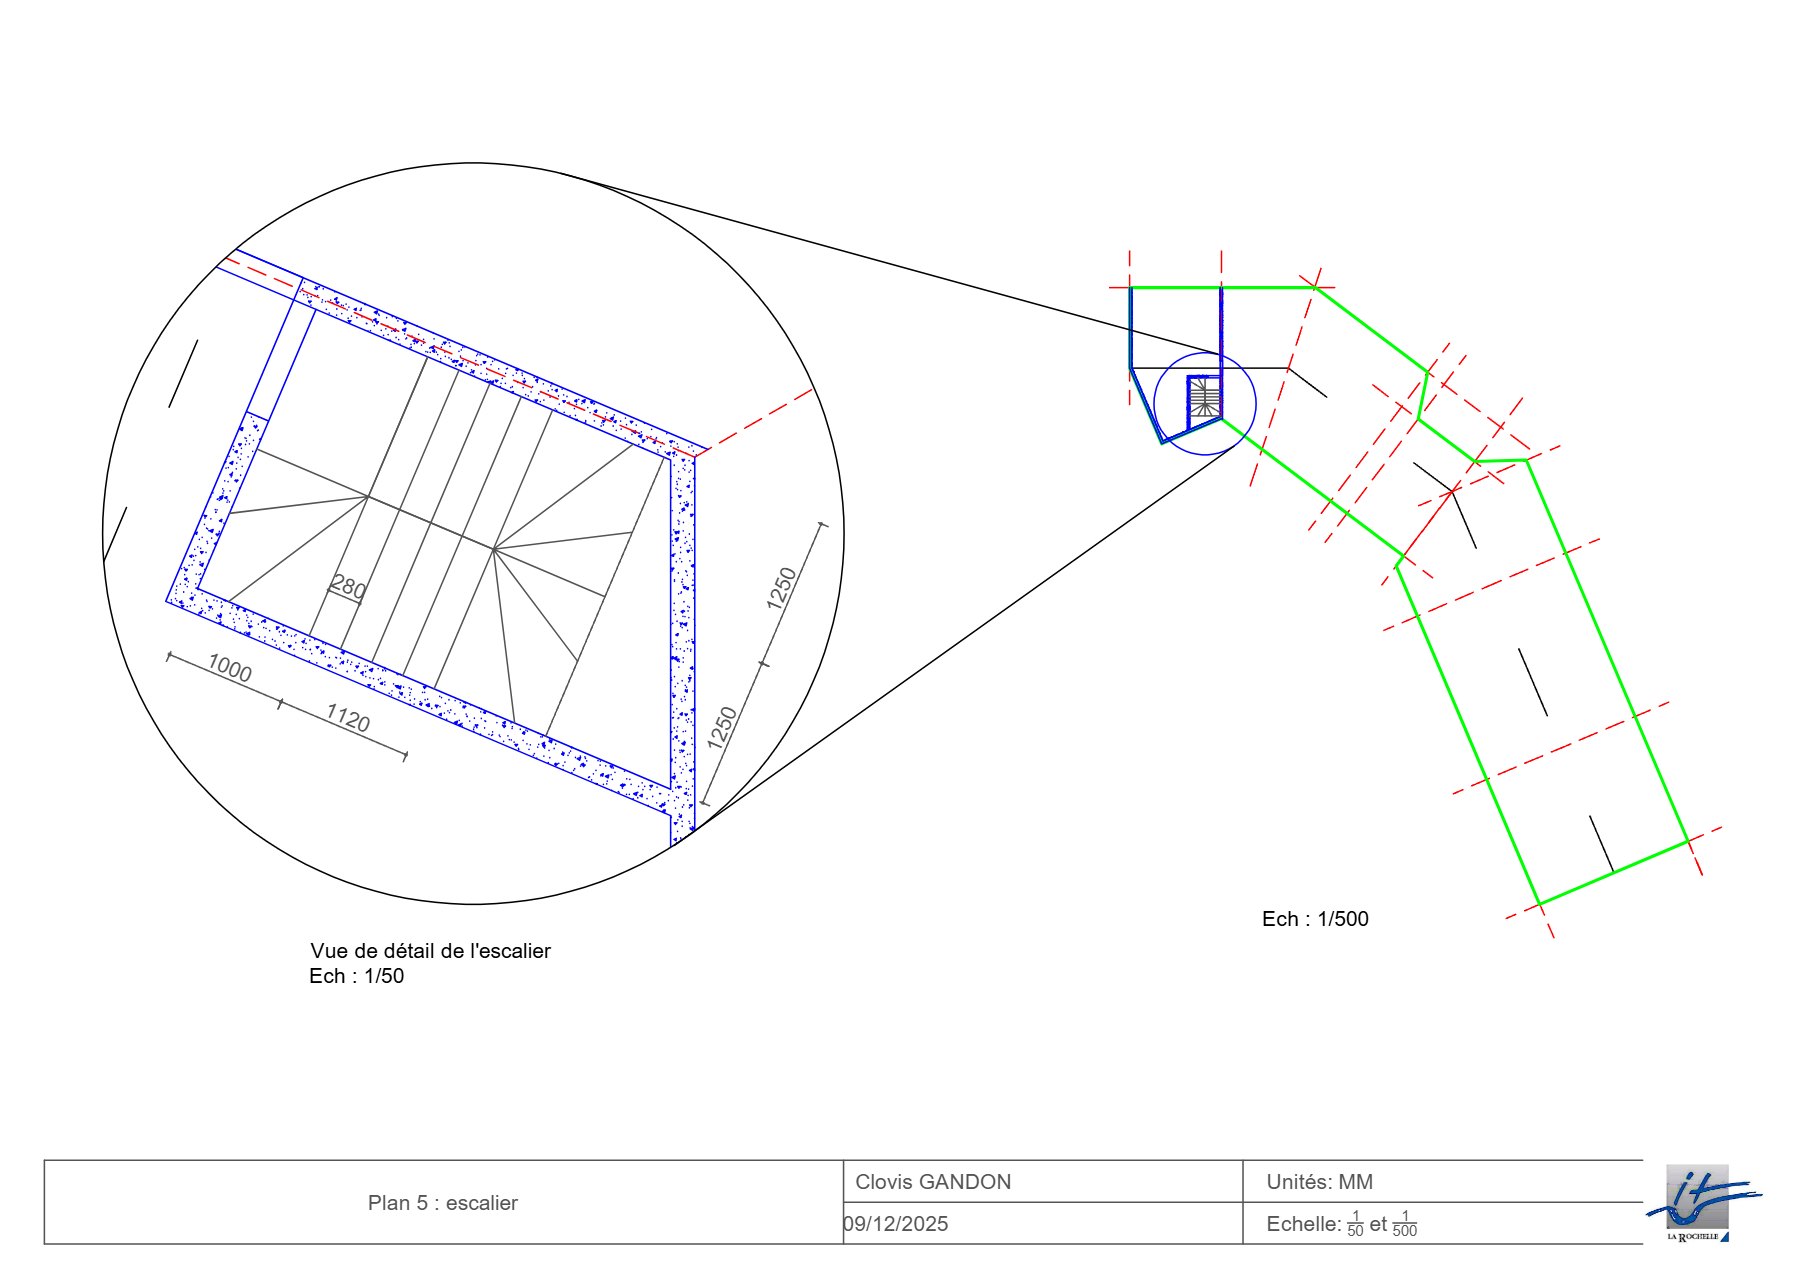 280
1000
1120
1250
1250
Vue de détail de l'escalier
Ech : 1/50
Ech : 1/500
Plan 5 : escalier
Clovis GANDON
09/12/2025
Unités: MM
Echelle: 1/50 et 1/500
it
LA ROCHELLE